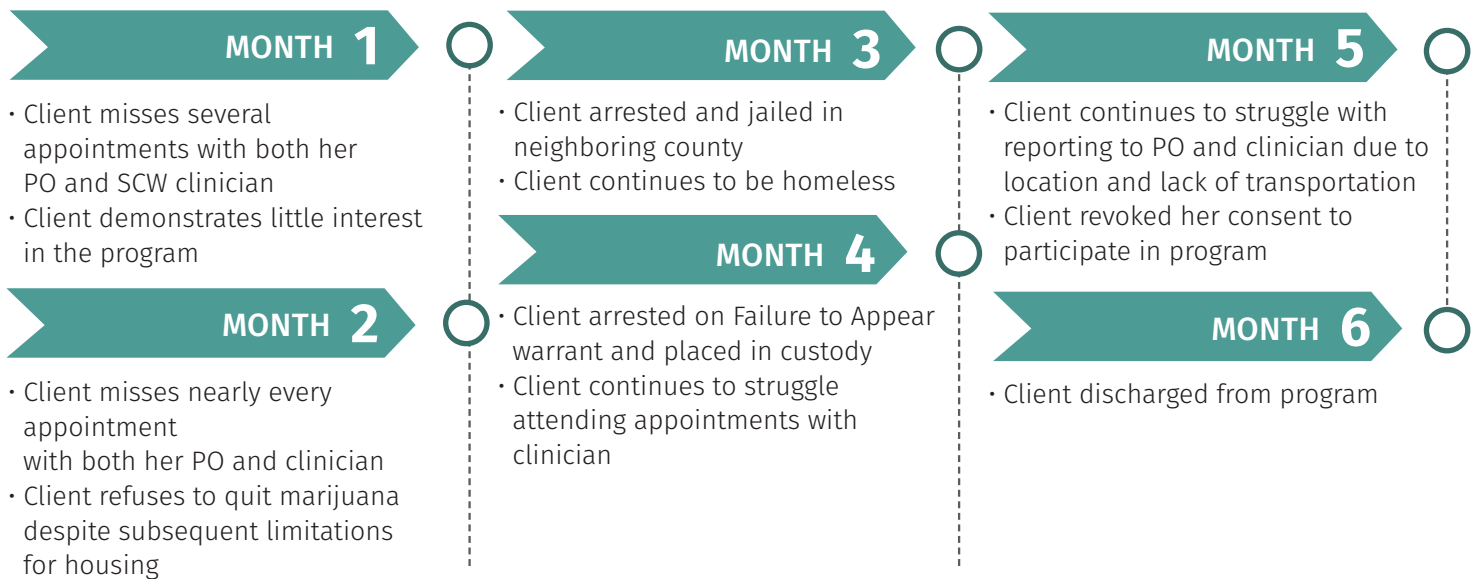 MONTH 1
· Client misses several
appointments with both her
PO and SCW clinician
· Client demonstrates little interest
in the program
MONTH 2
· Client misses nearly every
appointment
with both her PO and clinician
· Client refuses to quit marijuana
despite subsequent limitations
for housing
MONTH 3
· Client arrested and jailed in
neighboring county
· Client continues to be homeless
MONTH 4
· Client arrested on Failure to Appear
warrant and placed in custody
· Client continues to struggle
attending appointments with
clinician
MONTH 5
· Client continues to struggle with
reporting to PO and clinician due to
location and lack of transportation
· Client revoked her consent to
participate in program
MONTH 6
· Client discharged from program